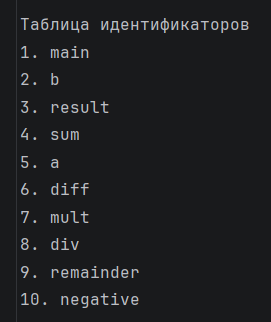 Таблица идентификаторов
1. main
2. b
3. result
4. sum
5. a
6. diff
7. mult
8. div
9. remainder
10. negative